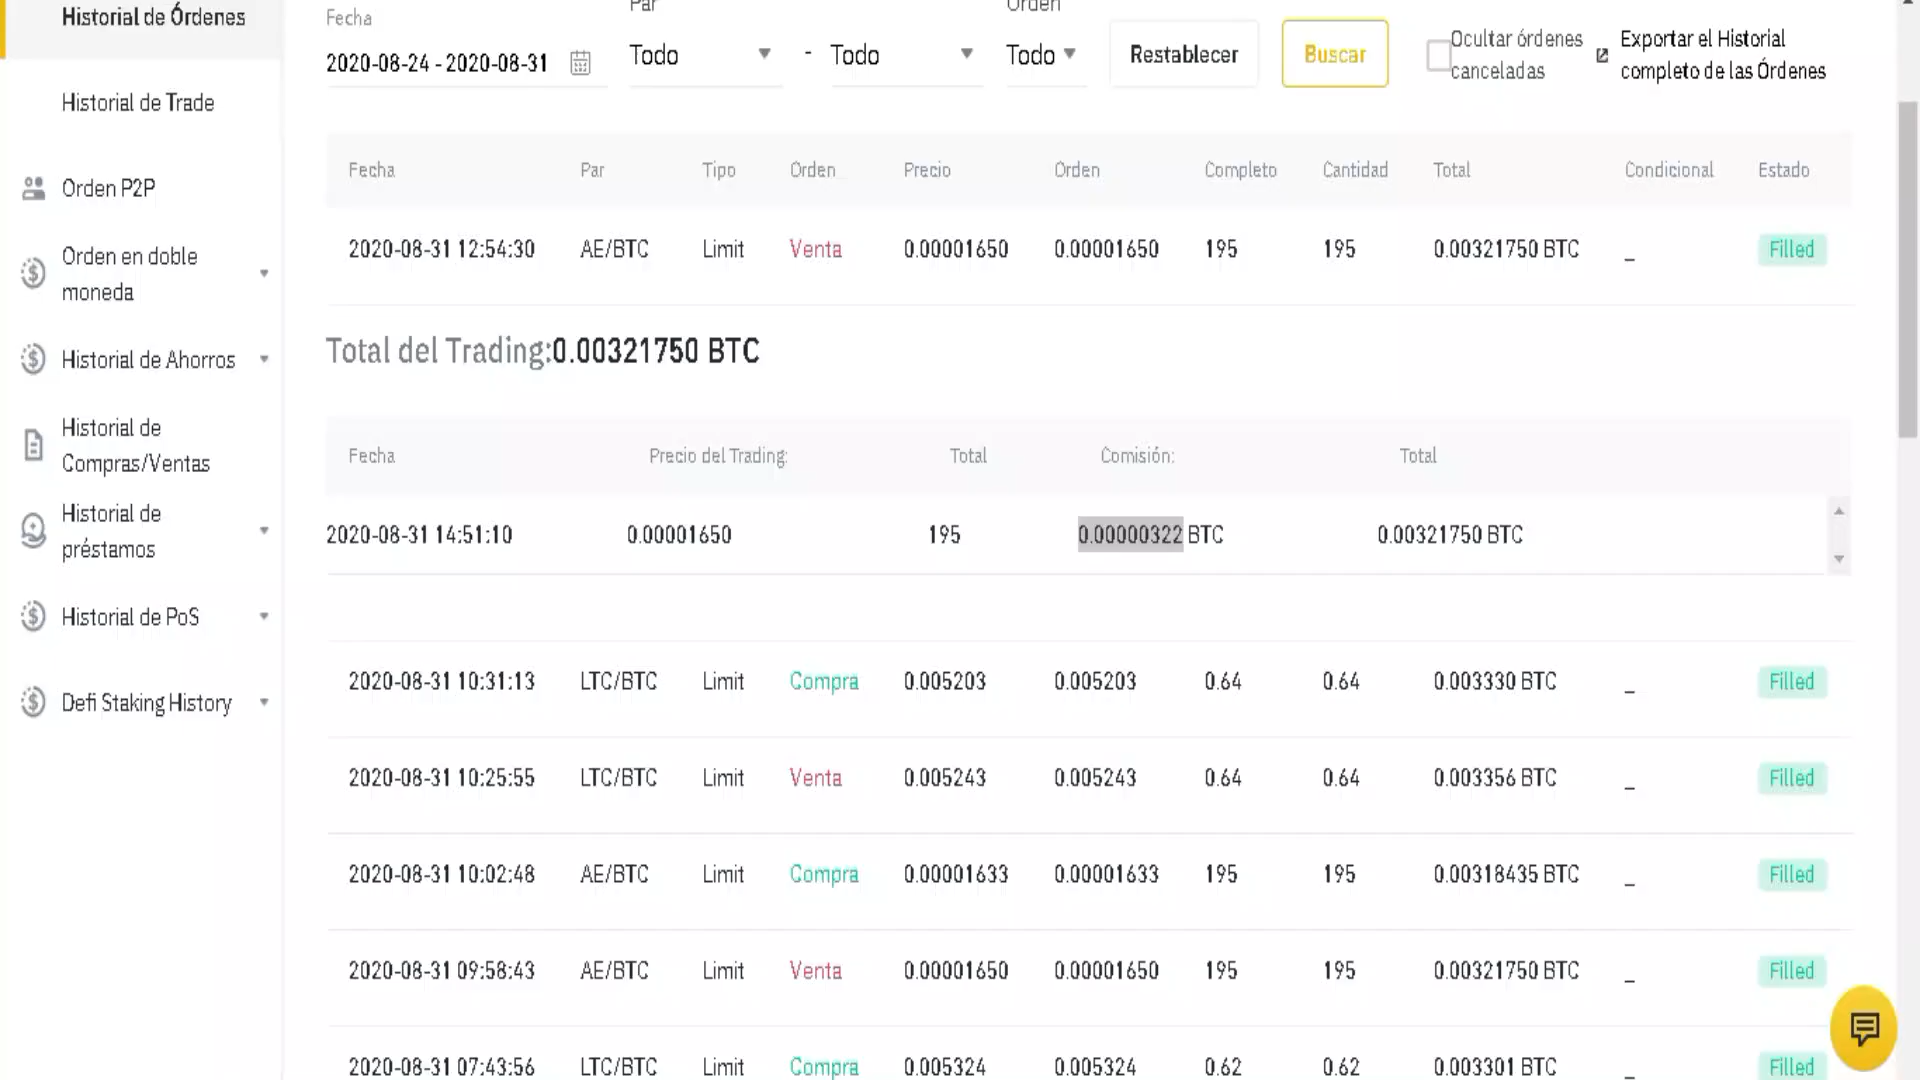 Historial de Órdenes
Historial de Trade
Orden P2P
Orden en doble
moneda
Historial de Ahorros
Historial de
Compras/Ventas
Historial de
préstamos
Historial de PoS
Defi Staking History
Fecha
2020-08-24 - 2020-08-31
Par
Todo - Todo
Orden
Todo
Restablecer
Buscar
Ocultar órdenes
canceladas
Exportar el Historial
completo de las Órdenes
Fecha Par Tipo Orden Precio Orden Completo Cantidad Total Condicional Estado
2020-08-31 12:54:30 AE/BTC Limit Venta 0.00001650 0.00001650 195 195 0.00321750 BTC _ Filled
Total del Trading:0.00321750 BTC
Fecha Precio del Trading: Total Comisión: Total
2020-08-31 14:51:10 0.00001650 195 0.00000322 BTC 0.00321750 BTC
2020-08-31 10:31:13 LTC/BTC Limit Compra 0.005203 0.005203 0.64 0.64 0.003330 BTC _ Filled
2020-08-31 10:25:55 LTC/BTC Limit Venta 0.005243 0.005243 0.64 0.64 0.003356 BTC _ Filled
2020-08-31 10:02:48 AE/BTC Limit Compra 0.00001633 0.00001633 195 195 0.00318435 BTC _ Filled
2020-08-31 09:58:43 AE/BTC Limit Venta 0.00001650 0.00001650 195 195 0.00321750 BTC _ Filled
2020-08-31 07:43:56 LTC/BTC Limit Compra 0.005324 0.005324 0.62 0.62 0.003301 BTC _ Filled